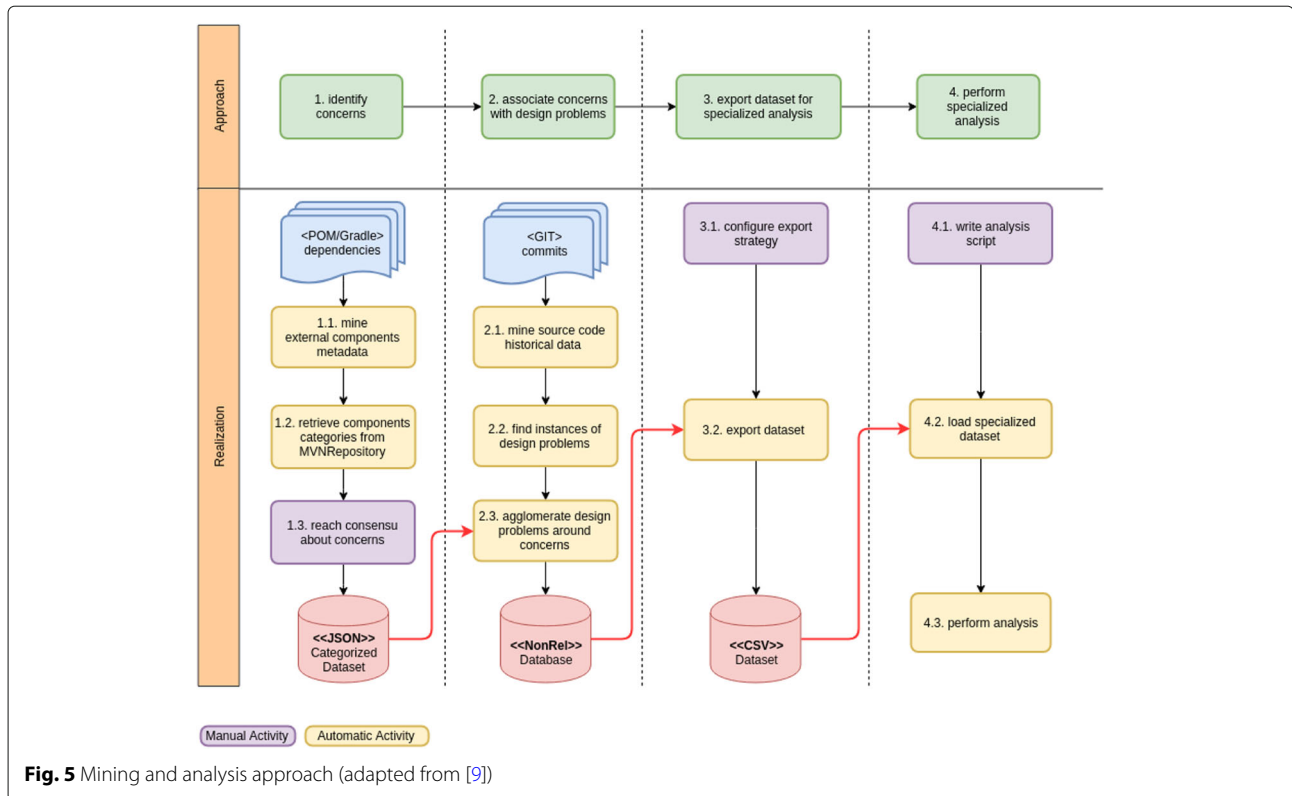 Approach
1. identify
concerns
2. associate concerns
with design problems
3. export dataset for
specialized analysis
4. perform
specialized
analysis
Realization
<POM/Gradle>
dependencies
1.1. mine
external components
metadata
1.2. retrieve components
categories from
MVNRepository
1.3. reach consensu
about concerns
<<JSON>>
Categorized
Dataset
<GIT>
commits
2.1. mine source code
historical data
2.2. find instances of
design problems
2.3. agglomerate design
problems around
concerns
<<NonRel>>
Database
3.1. configure export
strategy
3.2. export dataset
<<CSV>>
Dataset
4.1. write analysis
script
4.2. load specialized
dataset
4.3. perform analysis
Manual Activity
Automatic Activity
Fig. 5 Mining and analysis approach (adapted from [9])